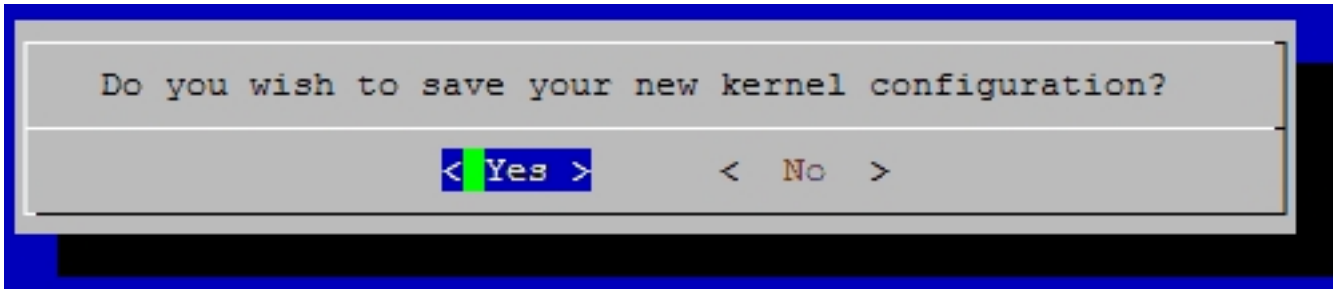 Do you wish to save your new kernel configuration?
< Yes > < No >